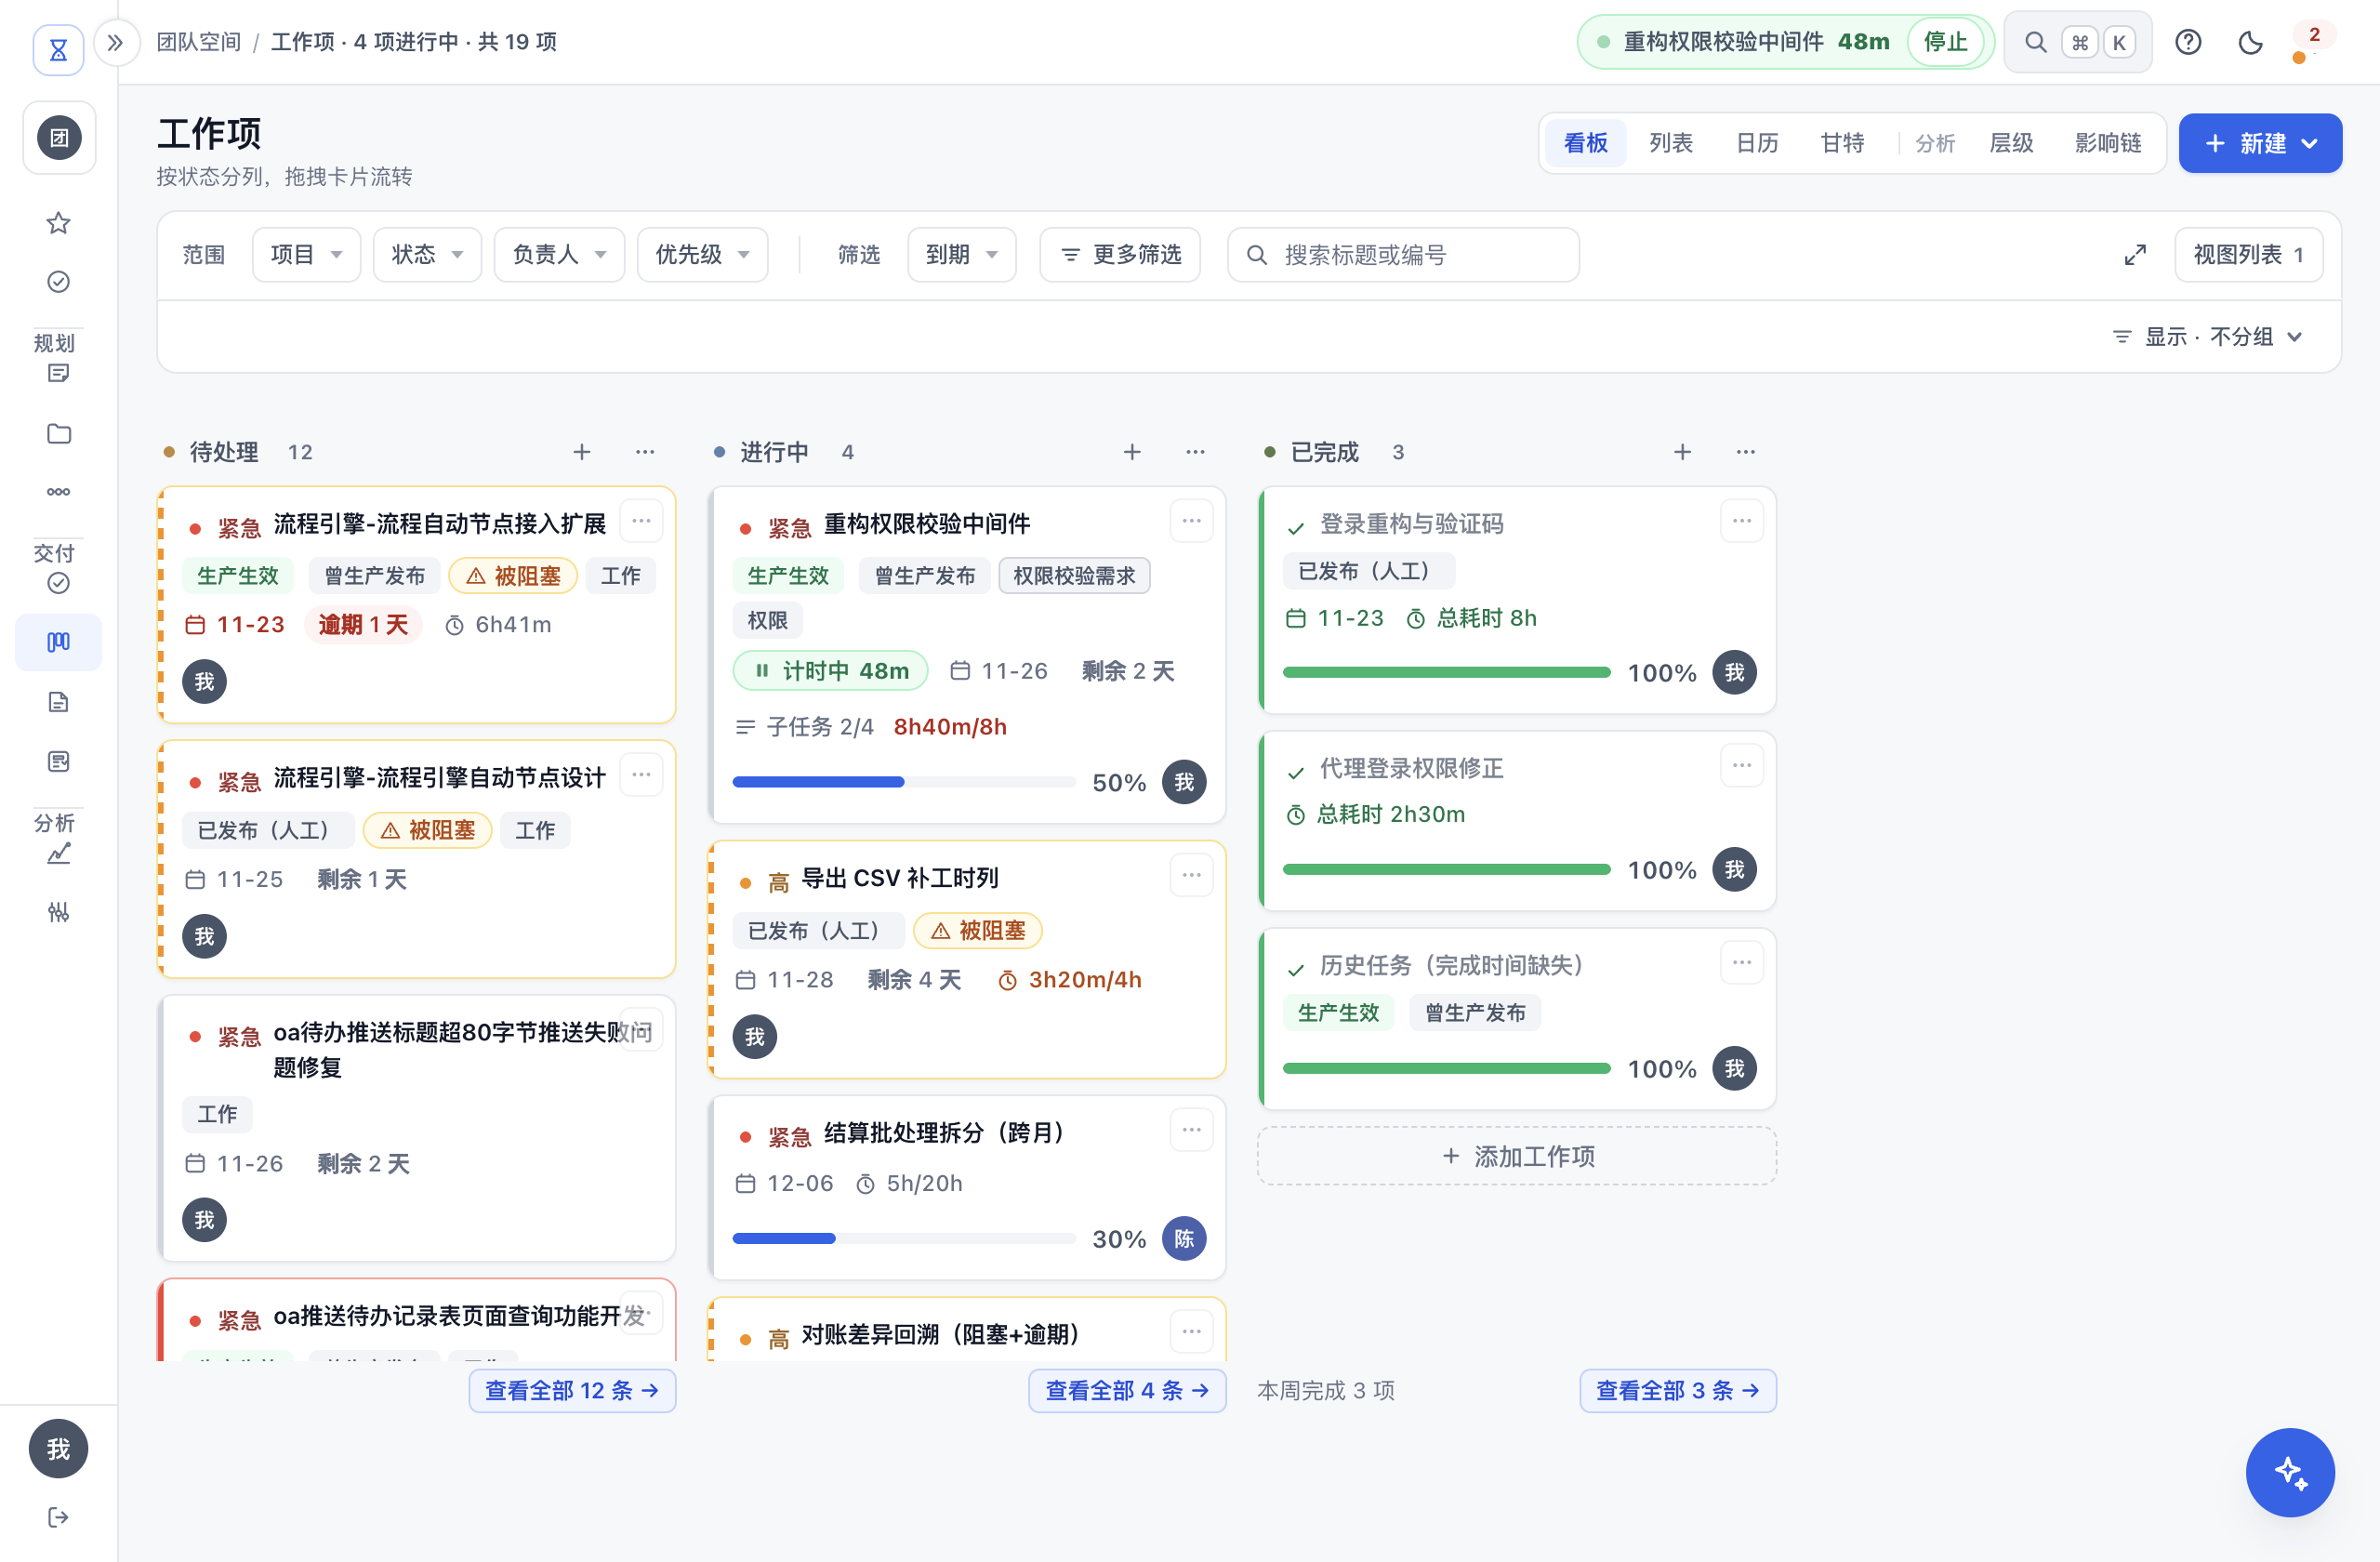 团队空间 / 工作项 · 4 项进行中 · 共 19 项
重构权限校验中间件 48m 停止
⌘ K
2
团
规划
交付
分析
我
工作项
按状态分列，拖拽卡片流转
看板 列表 日历 甘特 分析 层级 影响链
+ 新建
范围 项目 状态 负责人 优先级 筛选 到期 更多筛选 搜索标题或编号 视图列表 1
显示 · 不分组
待处理 12
紧急 流程引擎-流程自动节点接入扩展
生产生效 曾生产发布 被阻塞 工作
11-23 逾期 1 天 6h41m
我
紧急 流程引擎-流程引擎自动节点设计
已发布（人工） 被阻塞 工作
11-25 剩余 1 天
我
紧急 oa待办推送标题超80字节推送失败问
题修复
工作
11-26 剩余 2 天
我
紧急 oa推送待办记录表页面查询功能开发
查看全部 12 条 →
进行中 4
紧急 重构权限校验中间件
生产生效 曾生产发布 权限校验需求
权限
计时中 48m 11-26 剩余 2 天
子任务 2/4 8h40m/8h
50% 我
高 导出 CSV 补工时列
已发布（人工） 被阻塞
11-28 剩余 4 天 3h20m/4h
我
紧急 结算批处理拆分（跨月）
12-06 5h/20h
30% 陈
高 对账差异回溯（阻塞+逾期）
查看全部 4 条 →
已完成 3
登录重构与验证码
已发布（人工）
11-23 总耗时 8h
100% 我
代理登录权限修正
总耗时 2h30m
100% 我
历史任务（完成时间缺失）
生产生效 曾生产发布
100% 我
+ 添加工作项
本周完成 3 项 查看全部 3 条 →